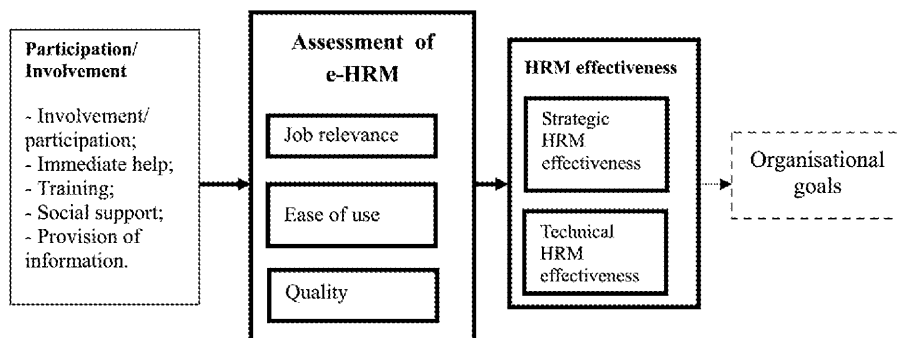 Participation/
Involvement
- Involvement/
participation;
- Immediate help;
- Training;
- Social support;
- Provision of
information.
Assessment of
e-HRM
Job relevance
Ease of use
Quality
HRM effectiveness
Strategic
HRM
effectiveness
Technical
HRM
effectiveness
Organisational
goals